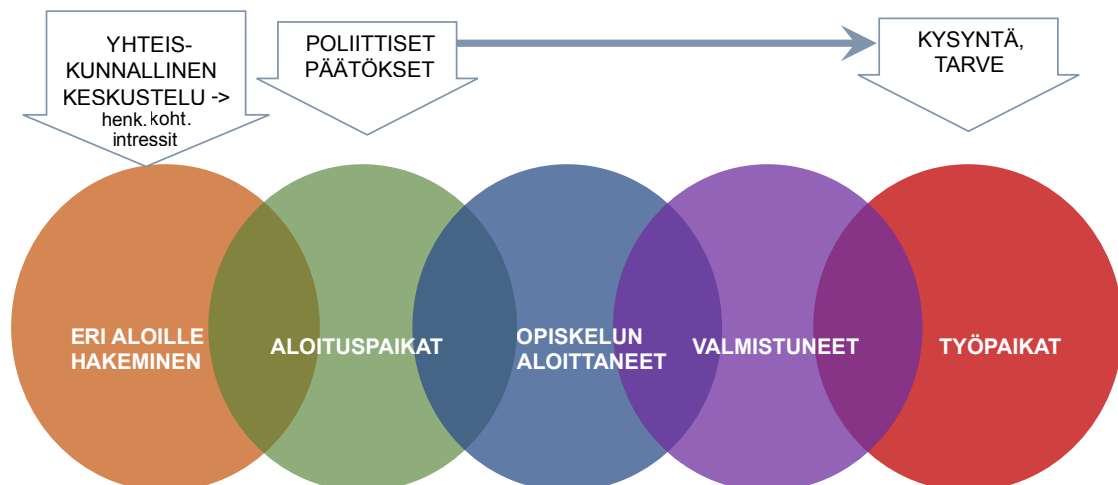 YHTEIS-
KUNNALLINEN
KESKUSTELU ->
henk. koht.
intressit
POLIITTISET
PÄÄTÖKSET
KYSYNTÄ,
TARVE
ERI ALOILLE
HAKEMINEN
ALOITUSPAIKAT
OPISKELUN
ALOITTANEET
VALMISTUNEET
TYÖPAIKAT